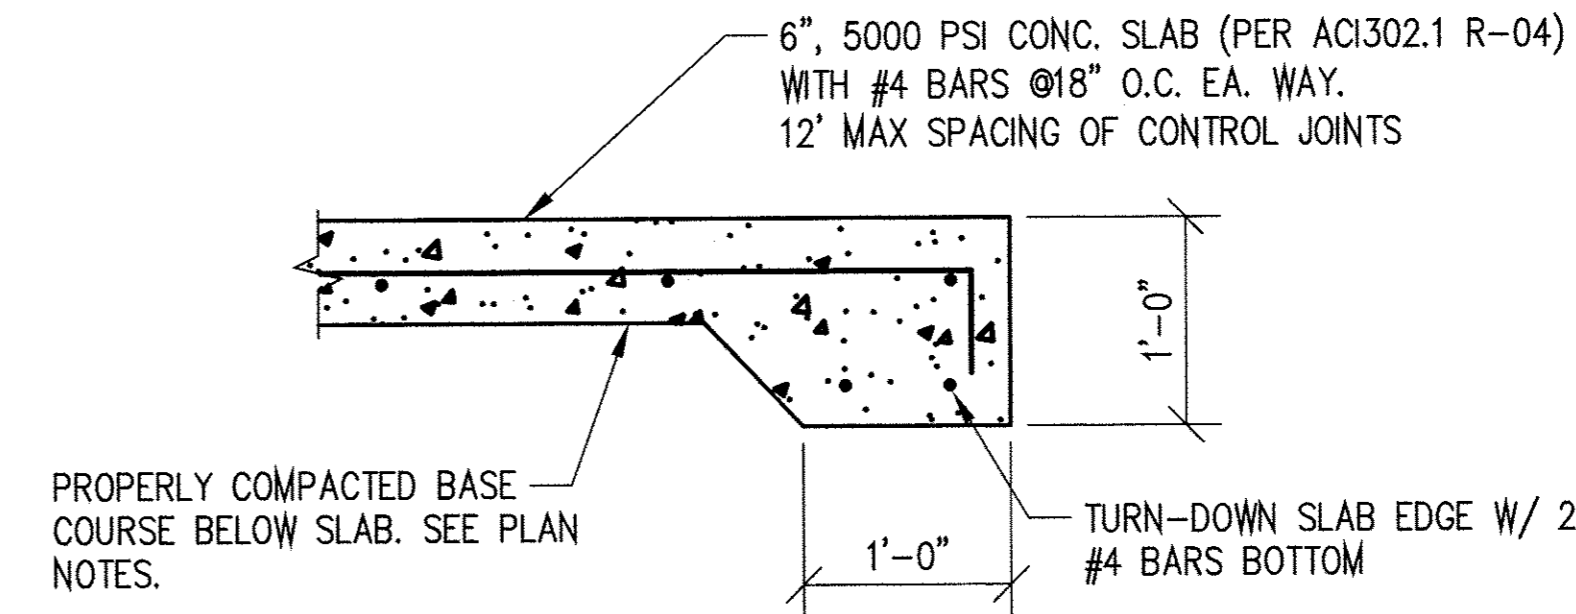 6", 5000 PSI CONC. SLAB (PER ACI302.1 R-04)
WITH #4 BARS @18" O.C. EA. WAY.
12' MAX SPACING OF CONTROL JOINTS
1'-0"
PROPERLY COMPACTED BASE
COURSE BELOW SLAB. SEE PLAN
NOTES.
1'-0"
TURN-DOWN SLAB EDGE W/ 2
#4 BARS BOTTOM